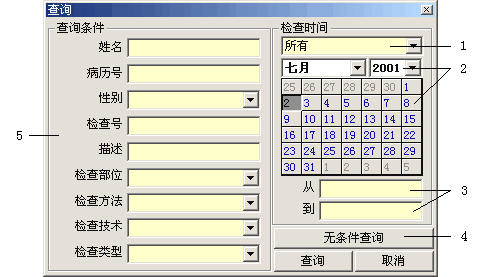 查询
查询条件
姓名
病历号
性别
检查号
描述
检查部位
检查方法
检查技术
检查类型
5
检查时间
所有
1
七月 2001
2
25 26 27 28 29 30 1
2 3 4 5 6 7 8
9 10 11 12 13 14 15
16 17 18 19 20 21 22
23 24 25 26 27 28 29
30 31 1 2 3 4 5
从
到
3
无条件查询
4
查询 取消